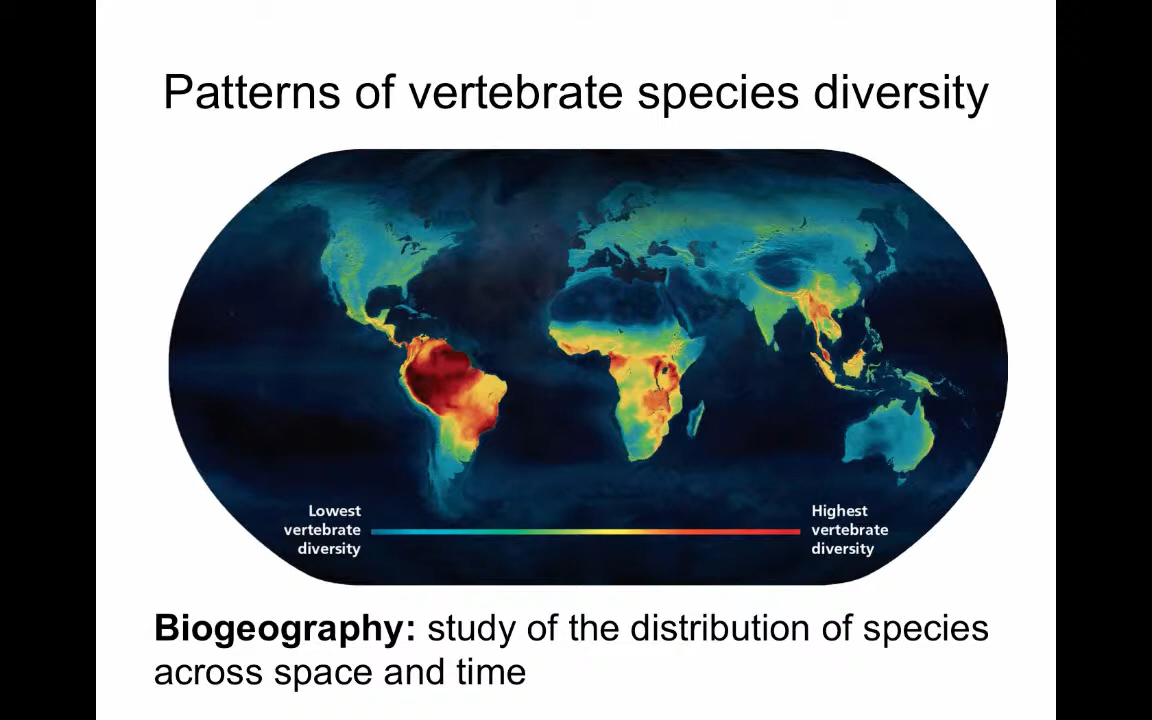 Patterns of vertebrate species diversity
Lowest
vertebrate
diversity
Highest
vertebrate
diversity
Biogeography: study of the distribution of species
across space and time